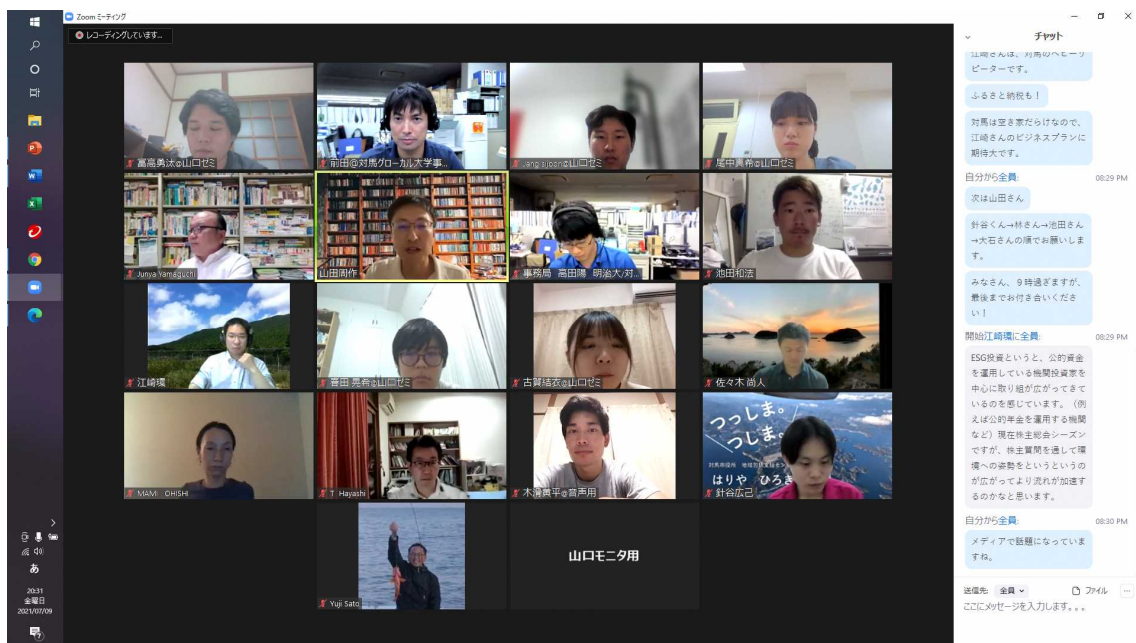 Zoom ミーティング
レコーディングしています...
冨高勇汰@山口ゼミ
前田@対馬グローカル大学事...
Jang sijoon@山口ゼミ
尾中真希@山口ゼミ
Junya Yamaguchi
山田周作
事務局 高田陽 明治大/対...
池田和法
江崎環
喜田 晃希@山口ゼミ
古賀結衣@山口ゼミ
佐々木 尚人
つっしま。
つしま。
はりや ひろき
MAMI OHISHI
T Hayashi
木滑黄平@音声用
針谷広己
Yuji Sato
山口モニタ用
チャット
江崎さんは、対馬のヘビーリ
ピーターです。
ふるさと納税も！
対馬は空き家だらけなので、
江崎さんのビジネスプランに
期待大です。
自分から全員: 08:29 PM
次は山田さん
針谷くん→林さん→池田さん
→大石さんの順でお願いしま
す。
みなさん、９時過ぎますが、
最後までお付き合いくださ
い！
開始江崎環に全員: 08:29 PM
ESG投資というと、公的資金
を運用している機関投資家を
中心に取り組が広がってきて
いるのを感じています。（例
えば公的年金を運用する機関
など）現在株主総会シーズン
ですが、株主質問を通して環
境への姿勢をというというの
が広がってより流れが加速す
るのかなと思います。
自分から全員: 08:30 PM
メディアで話題になっていま
すね。
送信先: 全員 ファイル ...
ここにメッセージを入力します。。。
あ
20:31
金曜日
2021/07/09